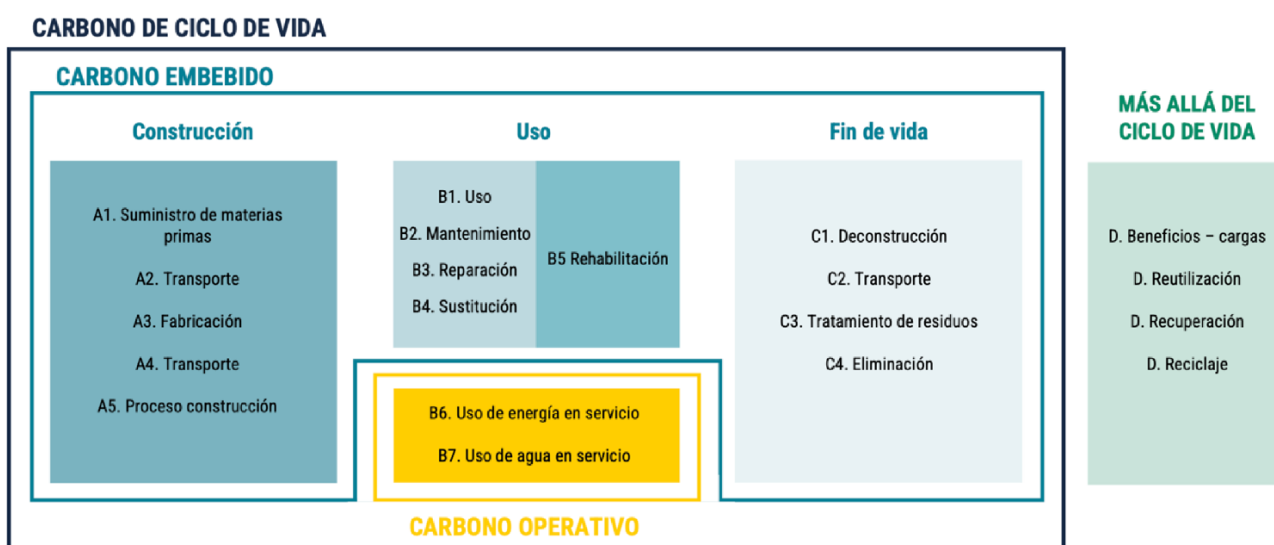 CARBONO DE CICLO DE VIDA
CARBONO EMBEBIDO
Construcción
A1. Suministro de materias
primas
A2. Transporte
A3. Fabricación
A4. Transporte
A5. Proceso construcción
Uso
B1. Uso
B2. Mantenimiento
B3. Reparación
B4. Sustitución
B5 Rehabilitación
B6. Uso de energía en servicio
B7. Uso de agua en servicio
CARBONO OPERATIVO
Fin de vida
C1. Deconstrucción
C2. Transporte
C3. Tratamiento de residuos
C4. Eliminación
MÁS ALLÁ DEL
CICLO DE VIDA
D. Beneficios – cargas
D. Reutilización
D. Recuperación
D. Reciclaje